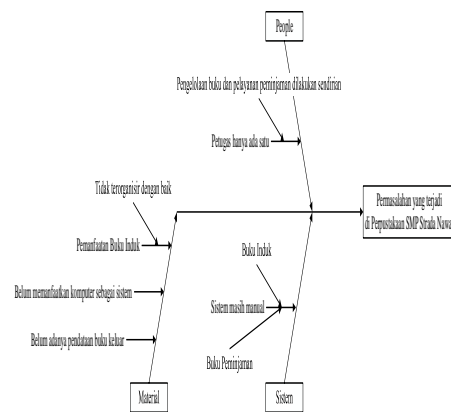 People
Pengelolaan buku dan pelayanan peminjaman dilakukan sendirian
Petugas hanya ada satu
Tidak terorganisir dengan baik
Permasalahan yang terjadi
di Perpustakaan SMP Strada Nawa
Pemanfaatan Buku Induk
Buku Induk
Belum memanfaatkan komputer sebagai sistem
Sistem masih manual
Belum adanya pendataan buku keluar
Buku Peminjaman
Material
Sistem